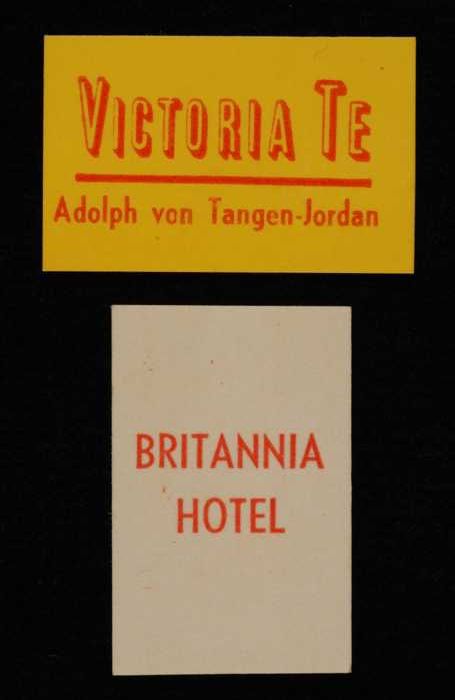 VICTORIA TE
Adolph von Tangen-Jordan
BRITANNIA
HOTEL